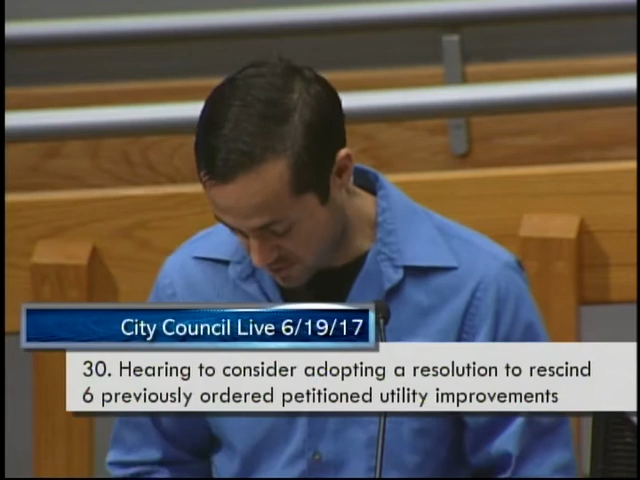 City Council Live 6/19/17
30. Hearing to consider adopting a resolution to rescind
6 previously ordered petitioned utility improvements